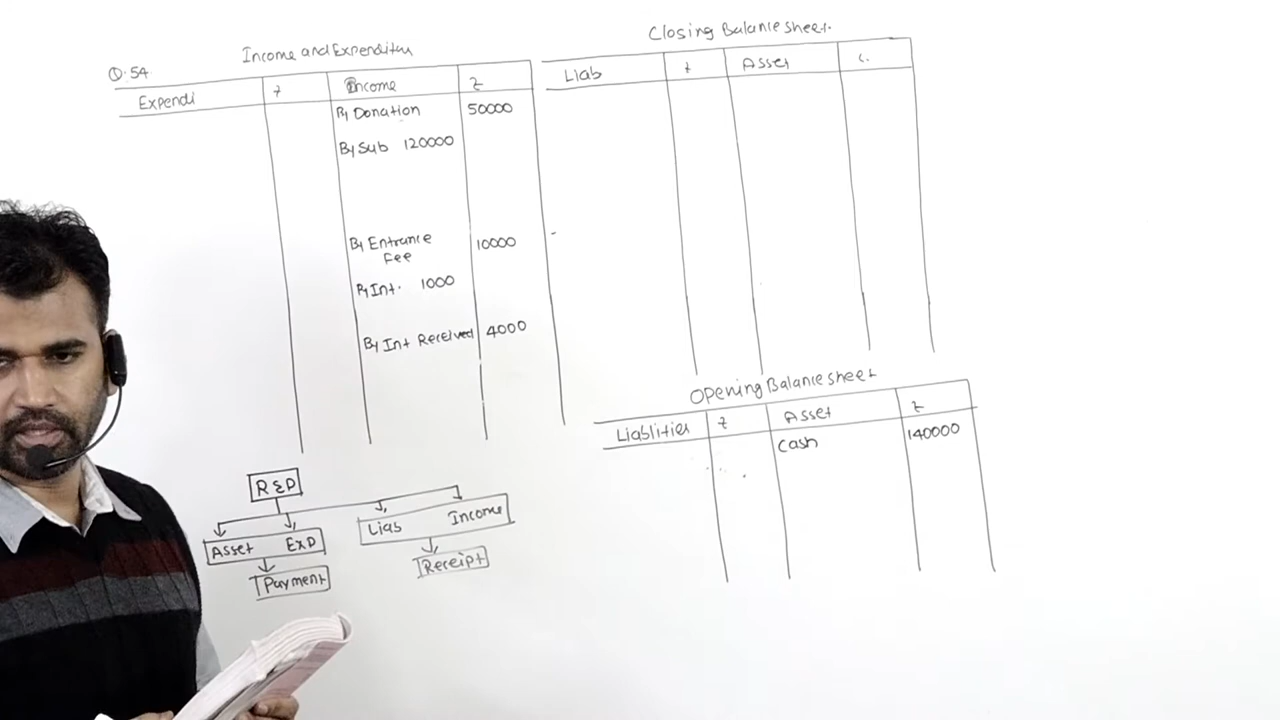 Q.54
Income and Expenditure
Expendi ₹ Income ₹
By Donation 50000
By Sub 120000
By Entrance Fee 10000
By Int. 1000
By Int Received 4000
Closing Balance sheet.
Liab ₹ Asset
Opening Balance sheet
Liablities ₹ Asset ₹
Cash 140000
R & P
Asset Exp
Payment
Liab Income
Receipt